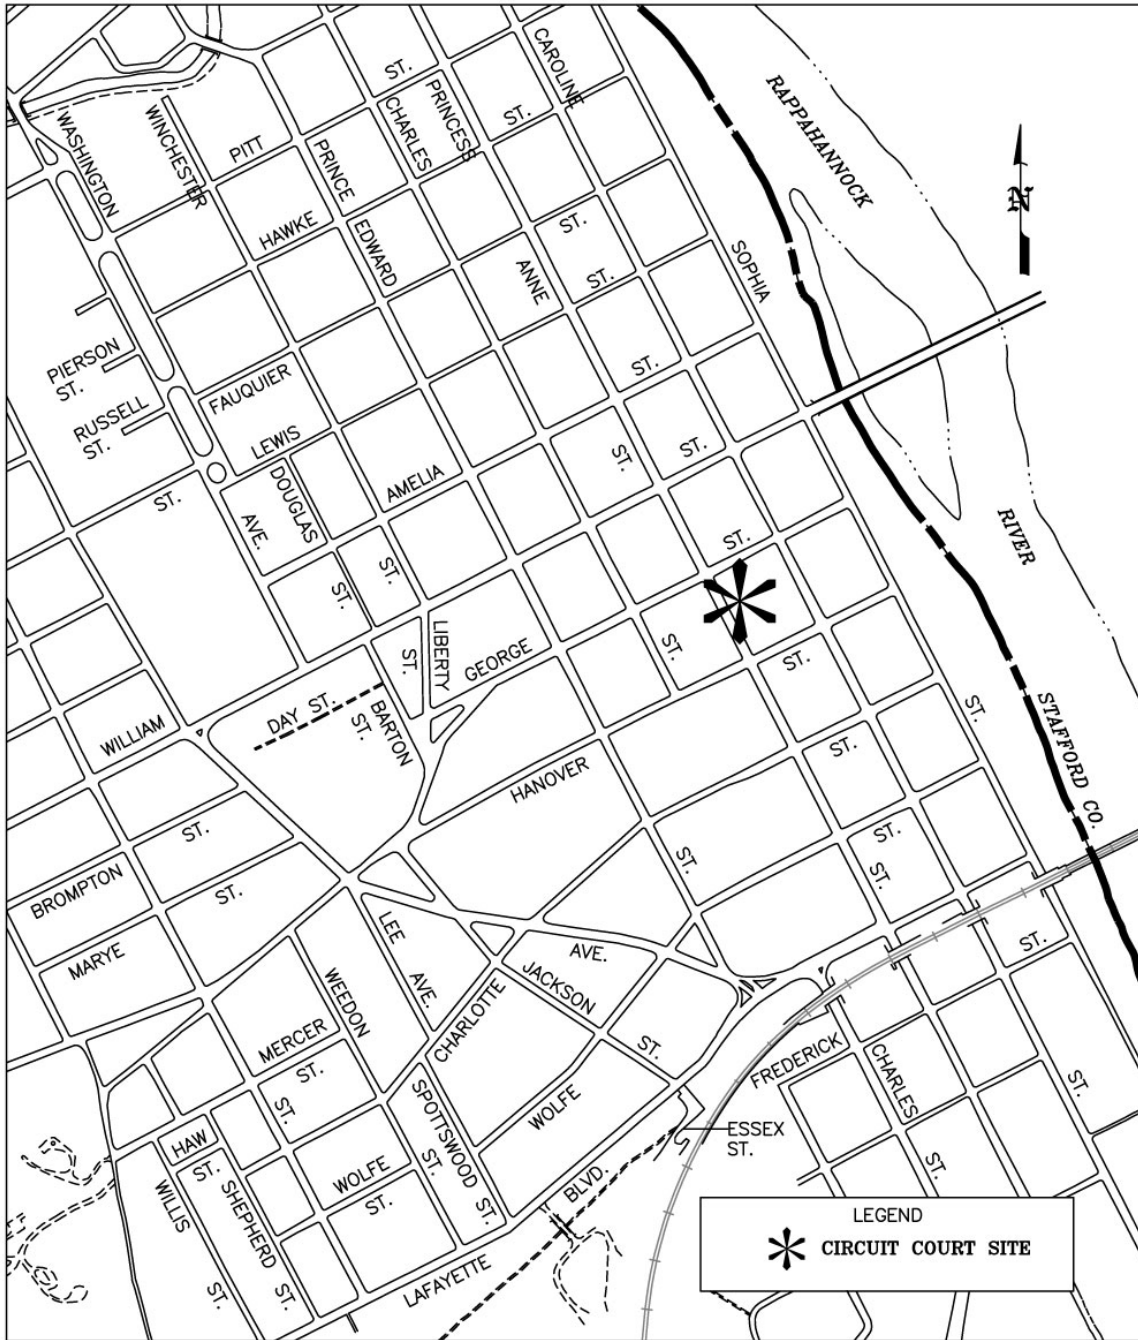 CAROLINE
ST.
PRINCESS
ST.
CHARLES
RAPPAHANNOCK
WASHINGTON
WINCHESTER
PITT
PRINCE
N
HAWKE
EDWARD
ST.
ANNE
ST.
SOPHIA
PIERSON
ST.
RUSSELL
ST.
FAUQUIER
ST.
LEWIS
ST.
ST.
AMELIA
DOUGLAS
ST.
AVE.
RIVER
ST.
ST.
ST.
LIBERTY
ST.
GEORGE
ST.
ST.
DAY ST.
BARTON
ST.
WILLIAM
ST.
STAFFORD CO.
HANOVER
ST.
ST.
ST.
ST.
ST.
BROMPTON
ST.
MARYE
LEE
AVE.
AVE.
JACKSON
ST.
ST.
WEEDON
CHARLOTTE
MERCER
ST.
FREDERICK
CHARLES
ST.
ST.
SPOTTSWOOD
ST.
WOLFE
ESSEX
ST.
HAW
ST.
WOLFE
ST.
ST.
BLVD.
ST.
WILLIS
ST.
SHEPHERD
ST.
LAFAYETTE
LEGEND
CIRCUIT COURT SITE